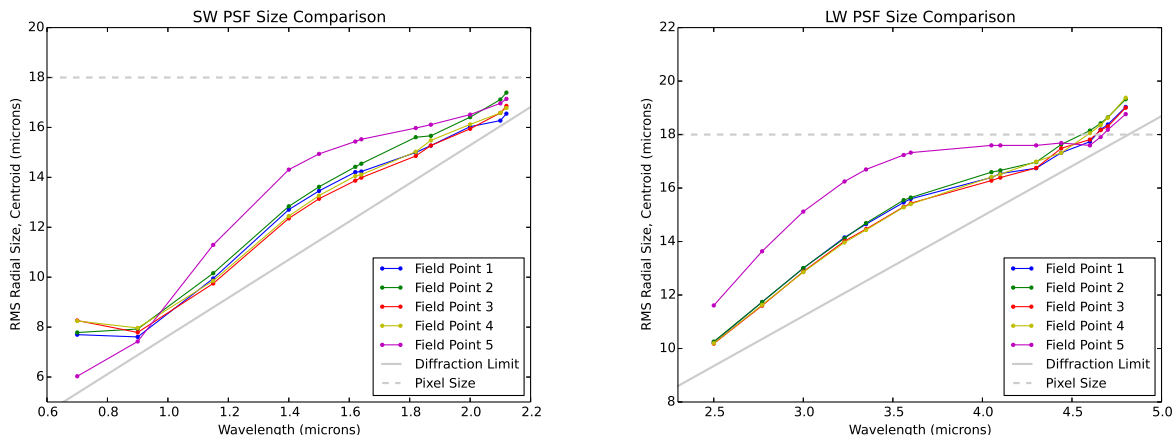 SW PSF Size Comparison
RMS Radial Size, Centroid (microns)
20
18
16
14
12
10
8
6
0.6 0.8 1.0 1.2 1.4 1.6 1.8 2.0 2.2
Wavelength (microns)
Field Point 1
Field Point 2
Field Point 3
Field Point 4
Field Point 5
Diffraction Limit
Pixel Size
LW PSF Size Comparison
RMS Radial Size, Centroid (microns)
22
20
18
16
14
12
10
8
2.5 3.0 3.5 4.0 4.5 5.0
Wavelength (microns)
Field Point 1
Field Point 2
Field Point 3
Field Point 4
Field Point 5
Diffraction Limit
Pixel Size